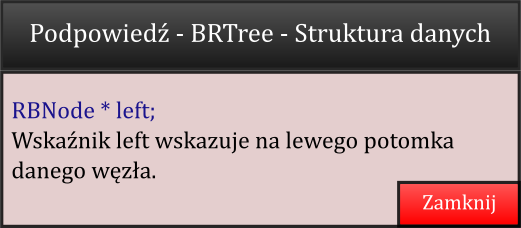 Podpowiedź - BRTree - Struktura danych
RBNode * left;
Wskaźnik left wskazuje na lewego potomka
danego węzła.
Zamknij